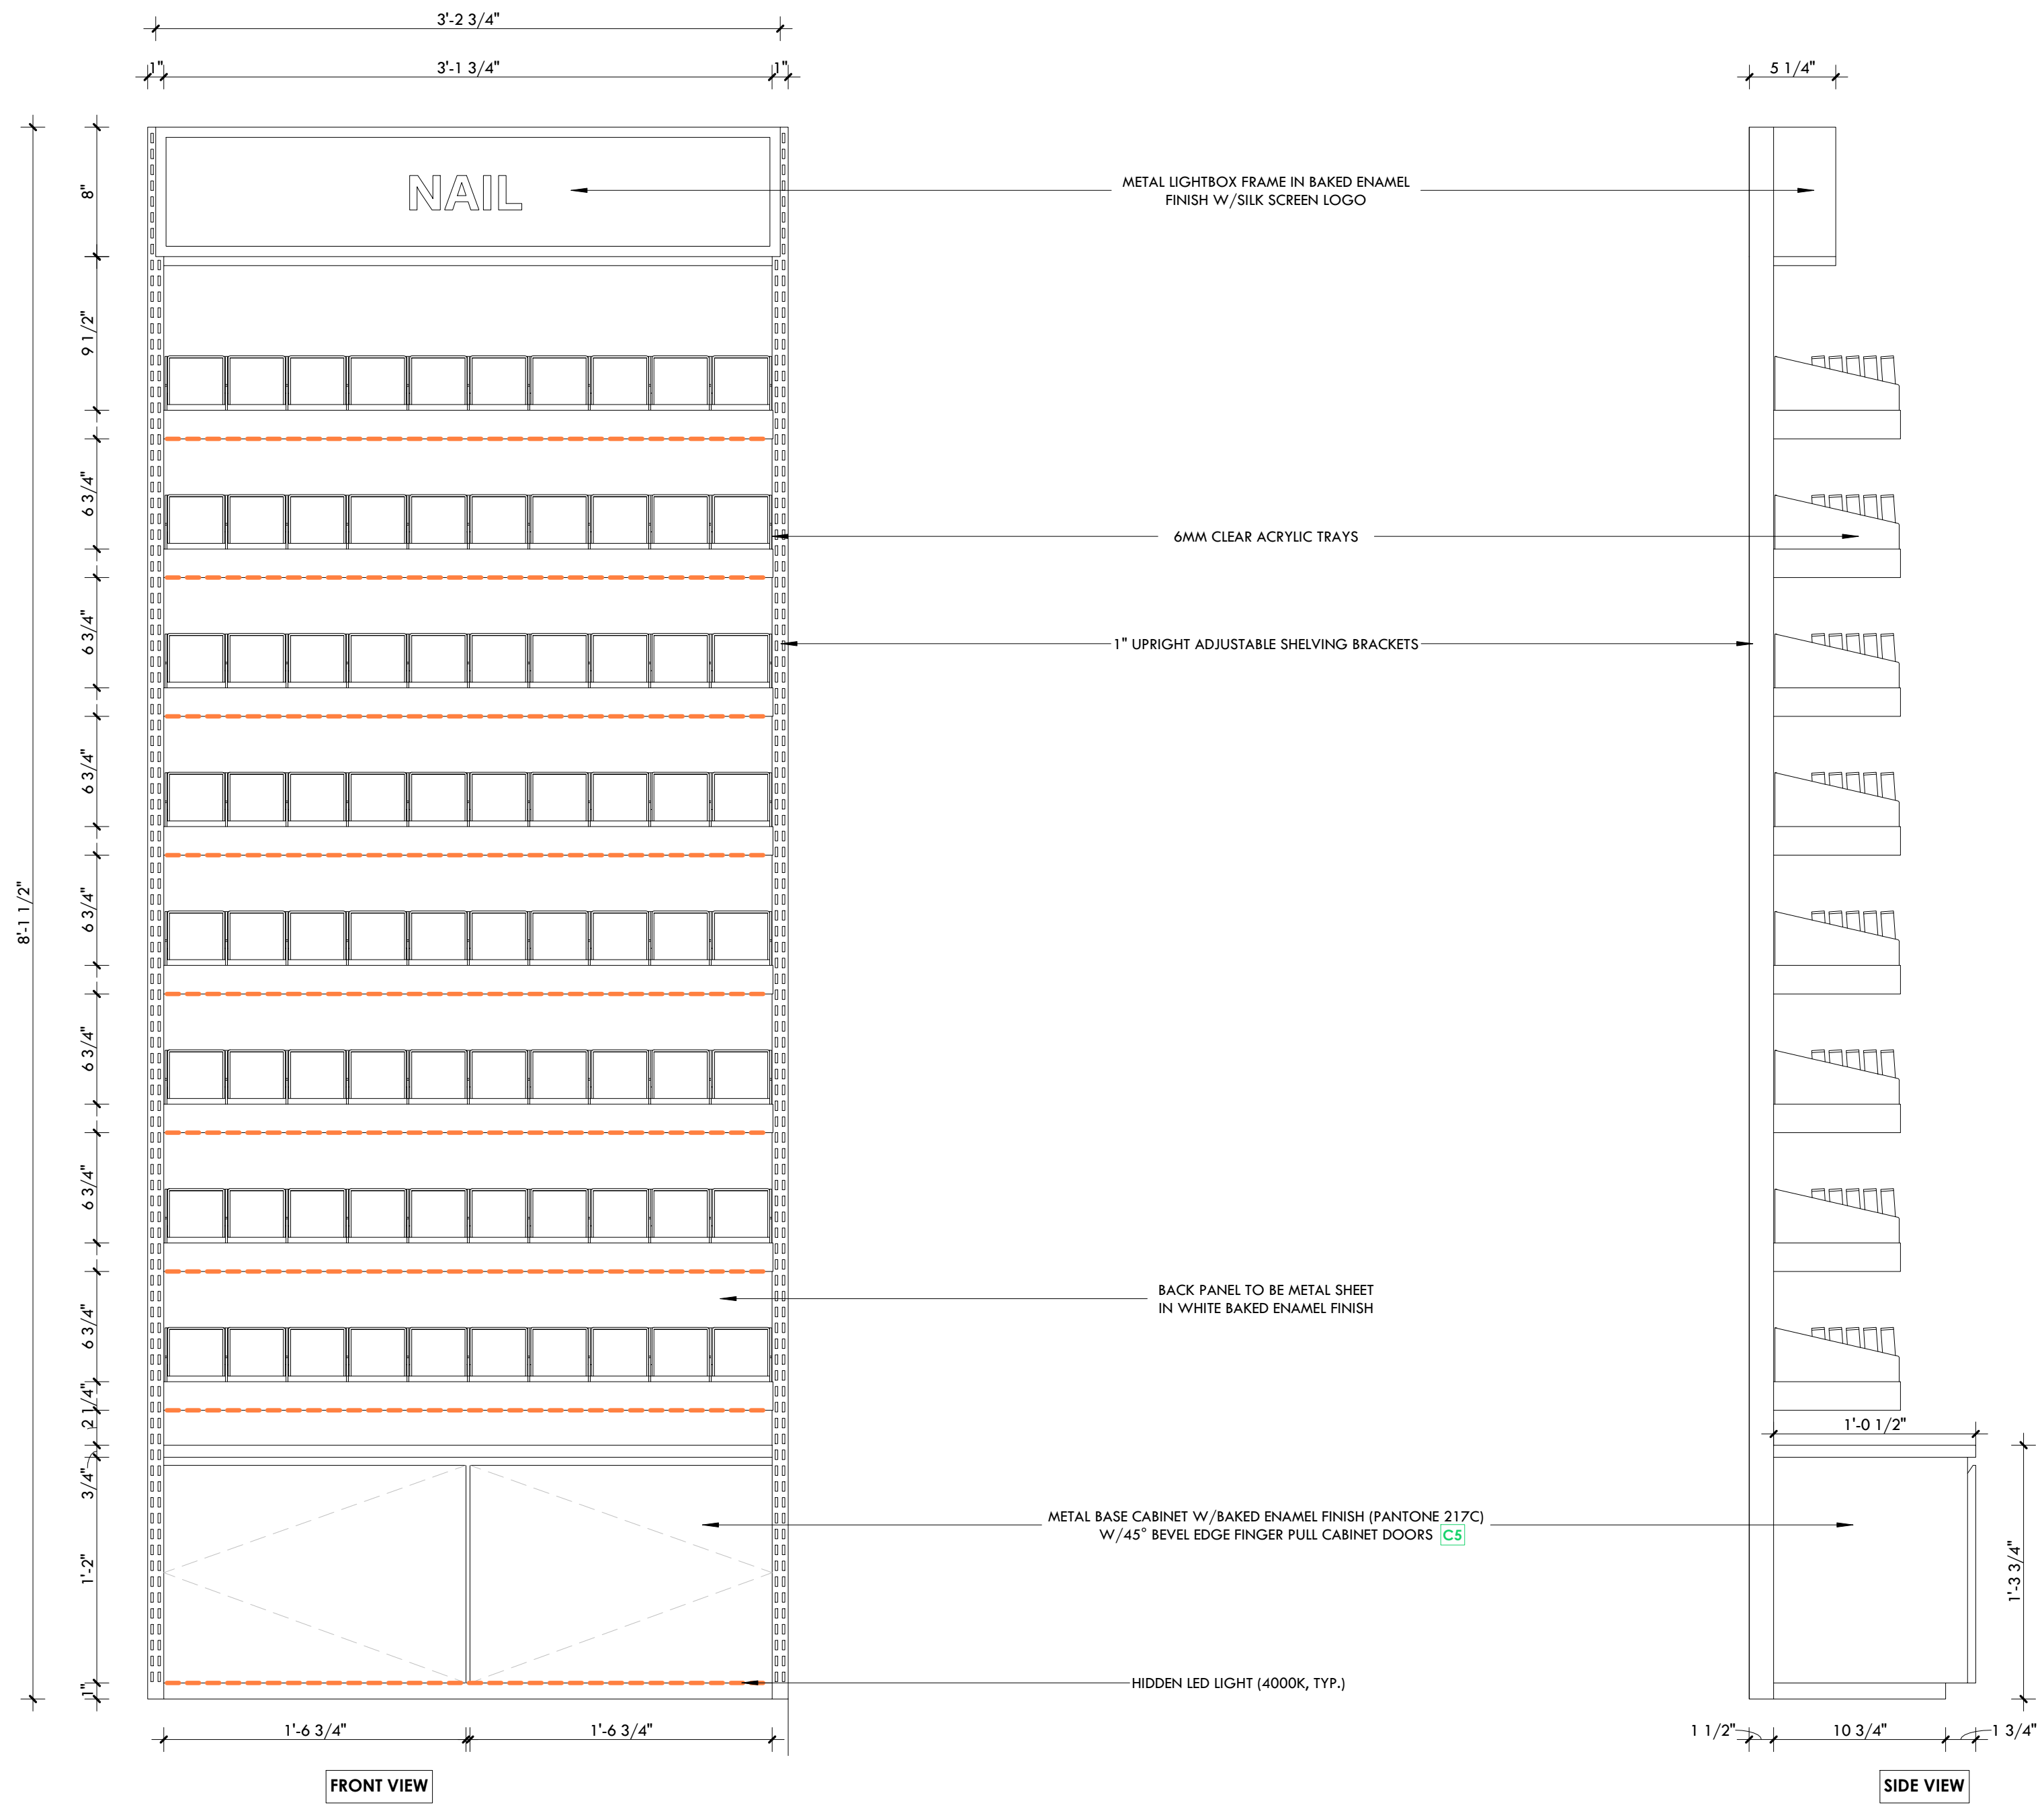 3'-2 3/4"
1"
3'-1 3/4"
1"
5 1/4"
8'-1 1/2"
8"
9 1/2"
6 3/4"
6 3/4"
6 3/4"
6 3/4"
6 3/4"
6 3/4"
6 3/4"
2 1/4"
3/4"
1'-2"
1"
NAIL
METAL LIGHTBOX FRAME IN BAKED ENAMEL
FINISH W/SILK SCREEN LOGO
6MM CLEAR ACRYLIC TRAYS
1" UPRIGHT ADJUSTABLE SHELVING BRACKETS
BACK PANEL TO BE METAL SHEET
IN WHITE BAKED ENAMEL FINISH
1'-0 1/2"
METAL BASE CABINET W/BAKED ENAMEL FINISH (PANTONE 217C)
W/45° BEVEL EDGE FINGER PULL CABINET DOORS C5
1'-3 3/4"
HIDDEN LED LIGHT (4000K, TYP.)
1'-6 3/4"
1'-6 3/4"
1 1/2"
10 3/4"
1 3/4"
FRONT VIEW
SIDE VIEW